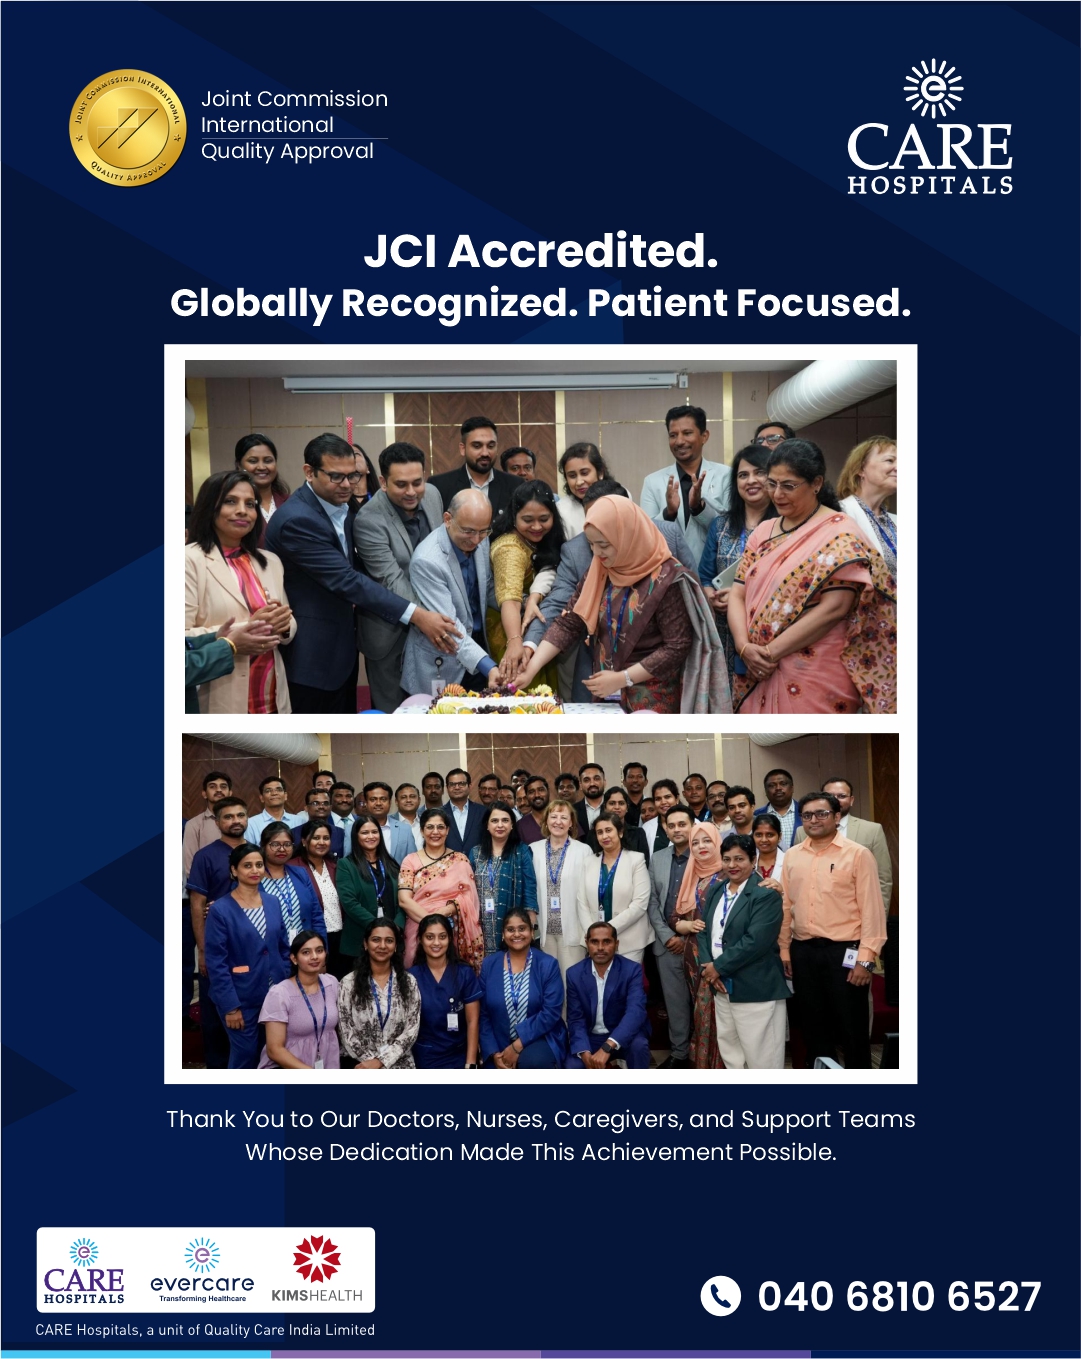 JOINT COMMISSION INTERNATIONAL
QUALITY APPROVAL
Joint Commission
International
Quality Approval
CARE
HOSPITALS
JCI Accredited.
Globally Recognized. Patient Focused.
Thank You to Our Doctors, Nurses, Caregivers, and Support Teams
Whose Dedication Made This Achievement Possible.
CARE
HOSPITALS
evercare
Transforming Healthcare
KIMSHEALTH
CARE Hospitals, a unit of Quality Care India Limited
040 6810 6527